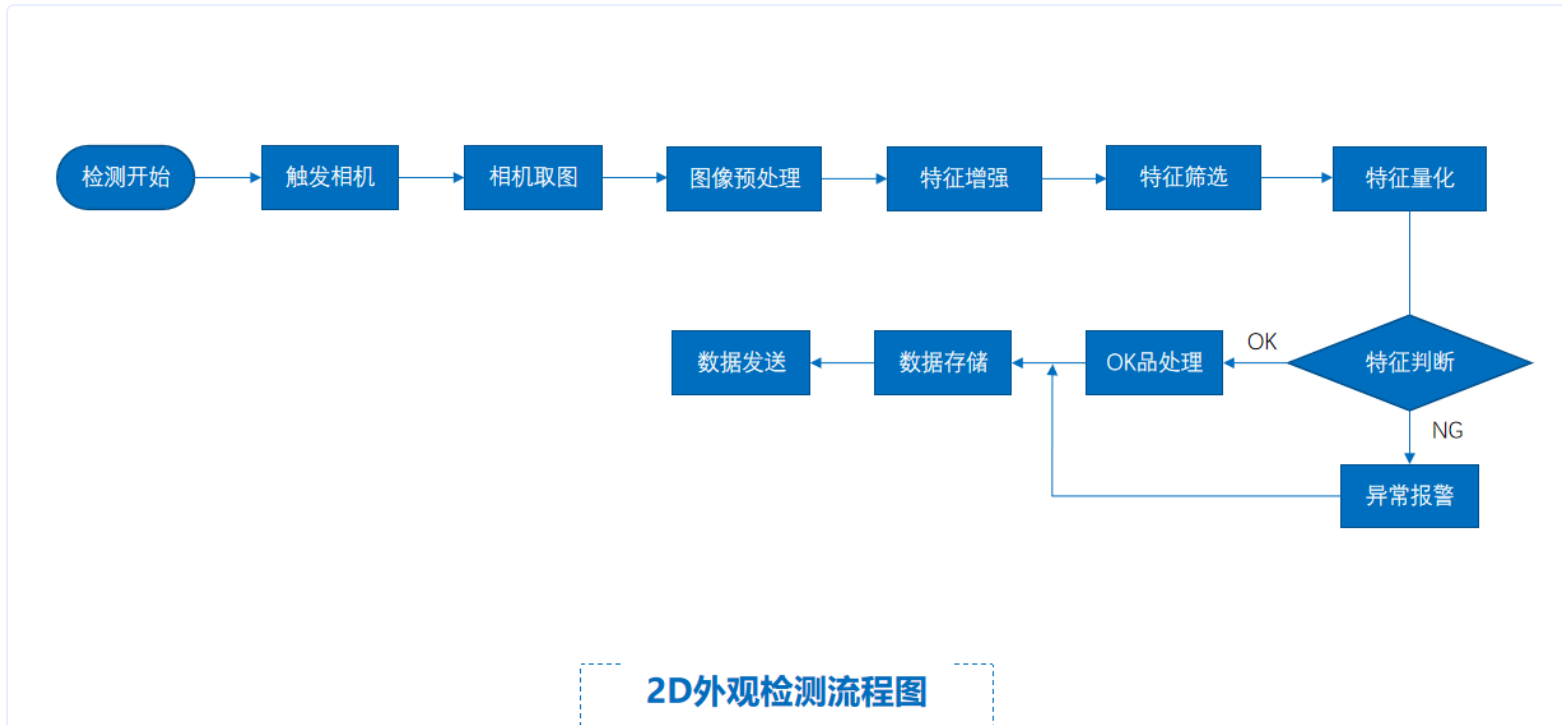 检测开始
触发相机
相机取图
图像预处理
特征增强
特征筛选
特征量化
特征判断
OK
OK品处理
数据存储
数据发送
NG
异常报警
2D外观检测流程图